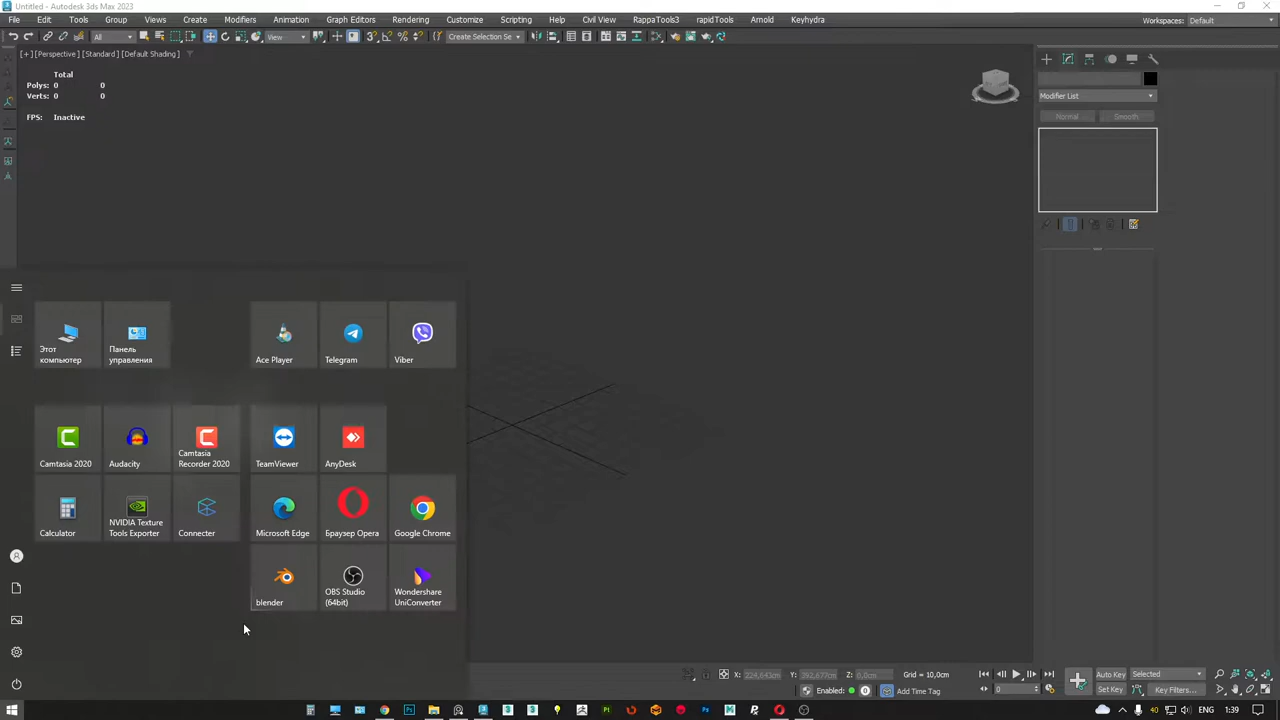 Untitled - Autodesk 3ds Max 2023
File Edit Tools Group Views Create Modifiers Animation Graph Editors Rendering Customize Scripting Help Civil View RappaTools3 rapidTools Arnold Keyhydra Workspaces: Default
All View Create Selection Se
[+] [Perspective] [Standard] [Default Shading]
Total
Polys: 0 0
Verts: 0 0
FPS: Inactive
Modifier List
Normal Smooth
Этот компьютер
Панель управления
Ace Player
Telegram
Viber
Camtasia 2020
Audacity
Camtasia Recorder 2020
TeamViewer
AnyDesk
Calculator
NVIDIA Texture Tools Exporter
Connecter
Microsoft Edge
Браузер Opera
Google Chrome
blender
OBS Studio (64bit)
Wondershare UniConverter
X: 224,643cm Y: 392,677cm Z: 0,0cm Grid = 10,0cm Auto Key Selected
Enabled: Add Time Tag 0 Set Key Key Filters...
40 ENG 1:39